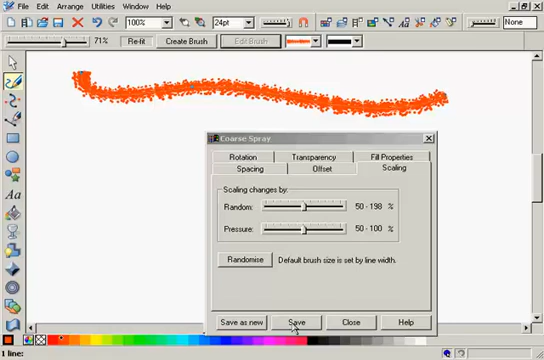 File Edit Arrange Utilities Window Help
100% 24pt None
71% Re-fit Create Brush Edit Brush
Coarse Spray
Rotation Transparency Fill Properties
Spacing Offset Scaling
Scaling changes by:
Random: 50 - 198 %
Pressure: 50 - 100 %
Randomise Default brush size is set by line width.
Save as new Save Close Help
1 line: